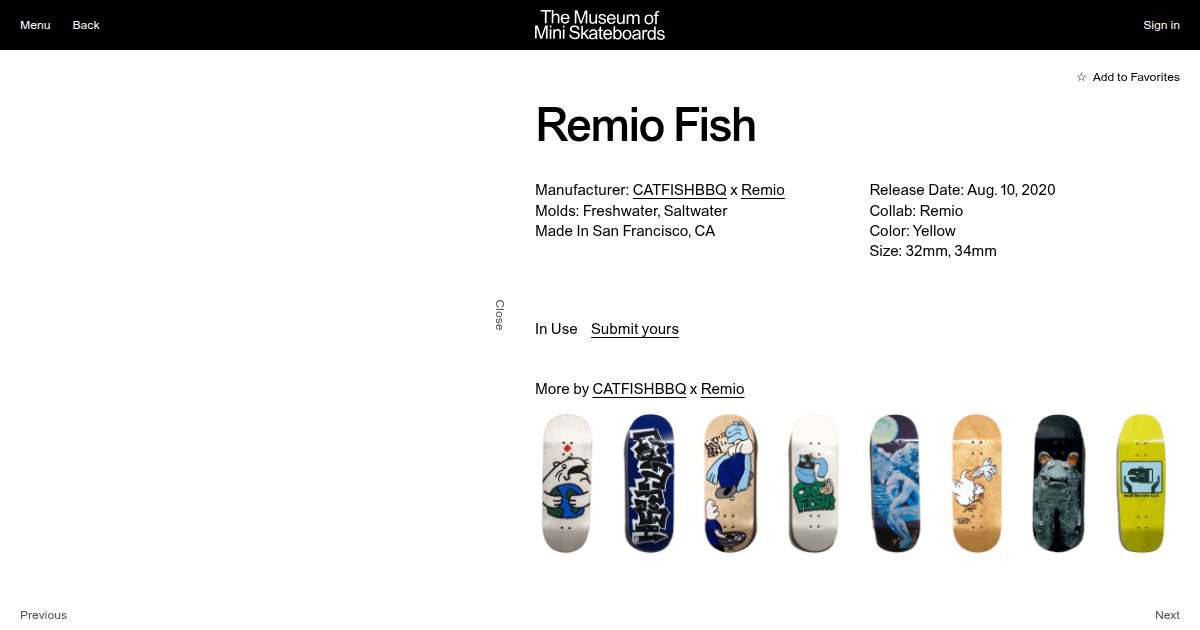 Menu
Back
The Museum of
Mini Skateboards
Sign in
☆ Add to Favorites
Remio Fish
Manufacturer: CATFISHBBQ x Remio
Molds: Freshwater, Saltwater
Made In San Francisco, CA
Release Date: Aug. 10, 2020
Collab: Remio
Color: Yellow
Size: 32mm, 34mm
Close
In Use Submit yours
More by CATFISHBBQ x Remio
Previous
Next